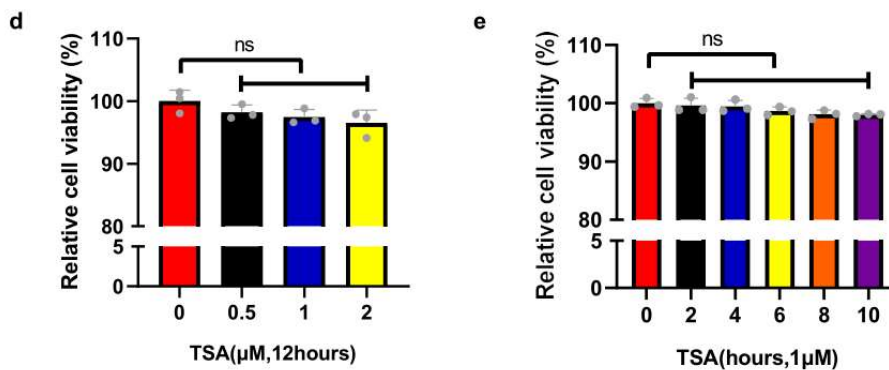 d
Relative cell viability (%)
110
100
90
80
5
0
ns
0 0.5 1 2
TSA(µM,12hours)
e
Relative cell viability (%)
110
100
90
80
5
0
ns
0 2 4 6 8 10
TSA(hours,1µM)